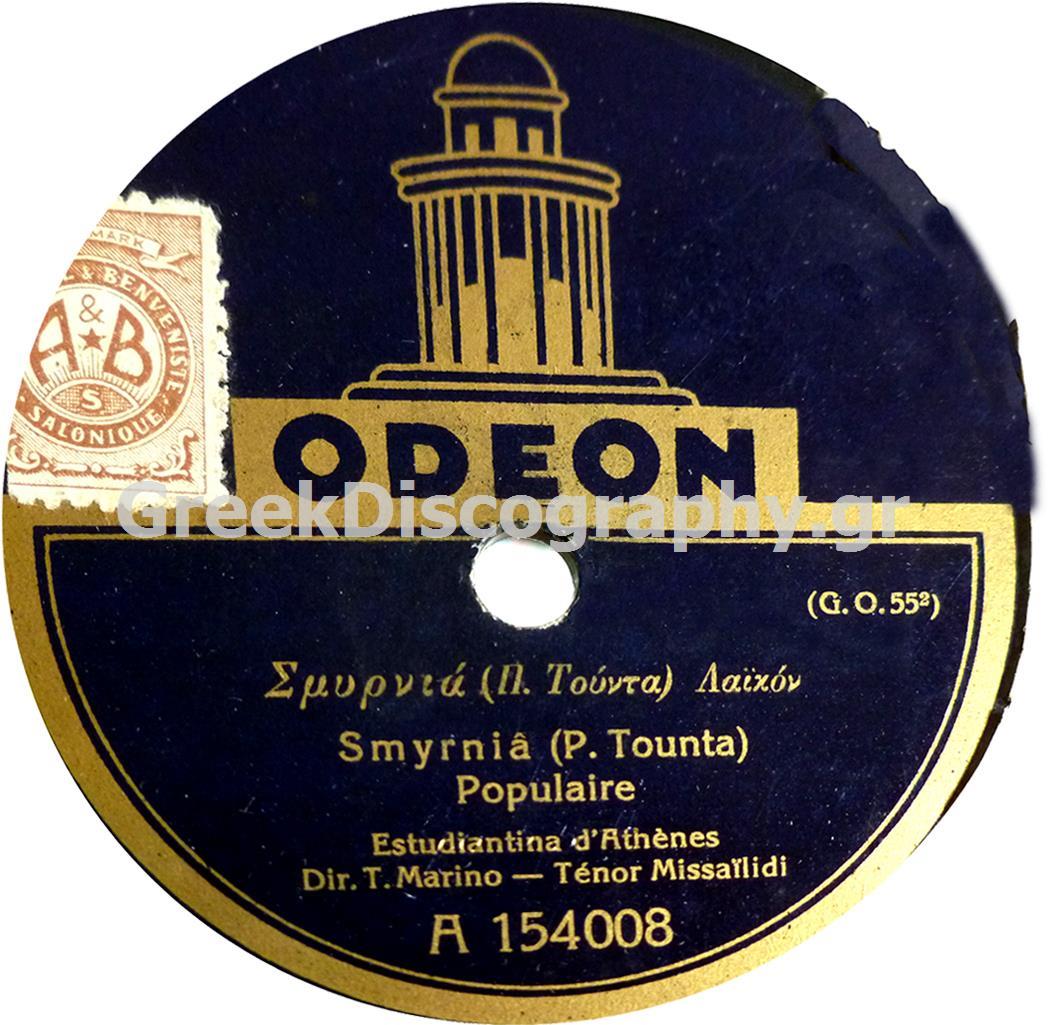 MARK
& BENVENISTE
A & B
S.
SALONIQUE
ODEON
GreekDiscography.gr
(G. O. 55²)
Σμυρνιά (Π. Τούντα) Λαϊκόν
Smyrniâ (P. Tounta)
Populaire
Estudiantina d'Athènes
Dir. T. Marino — Ténor Missaïlidi
A 154008